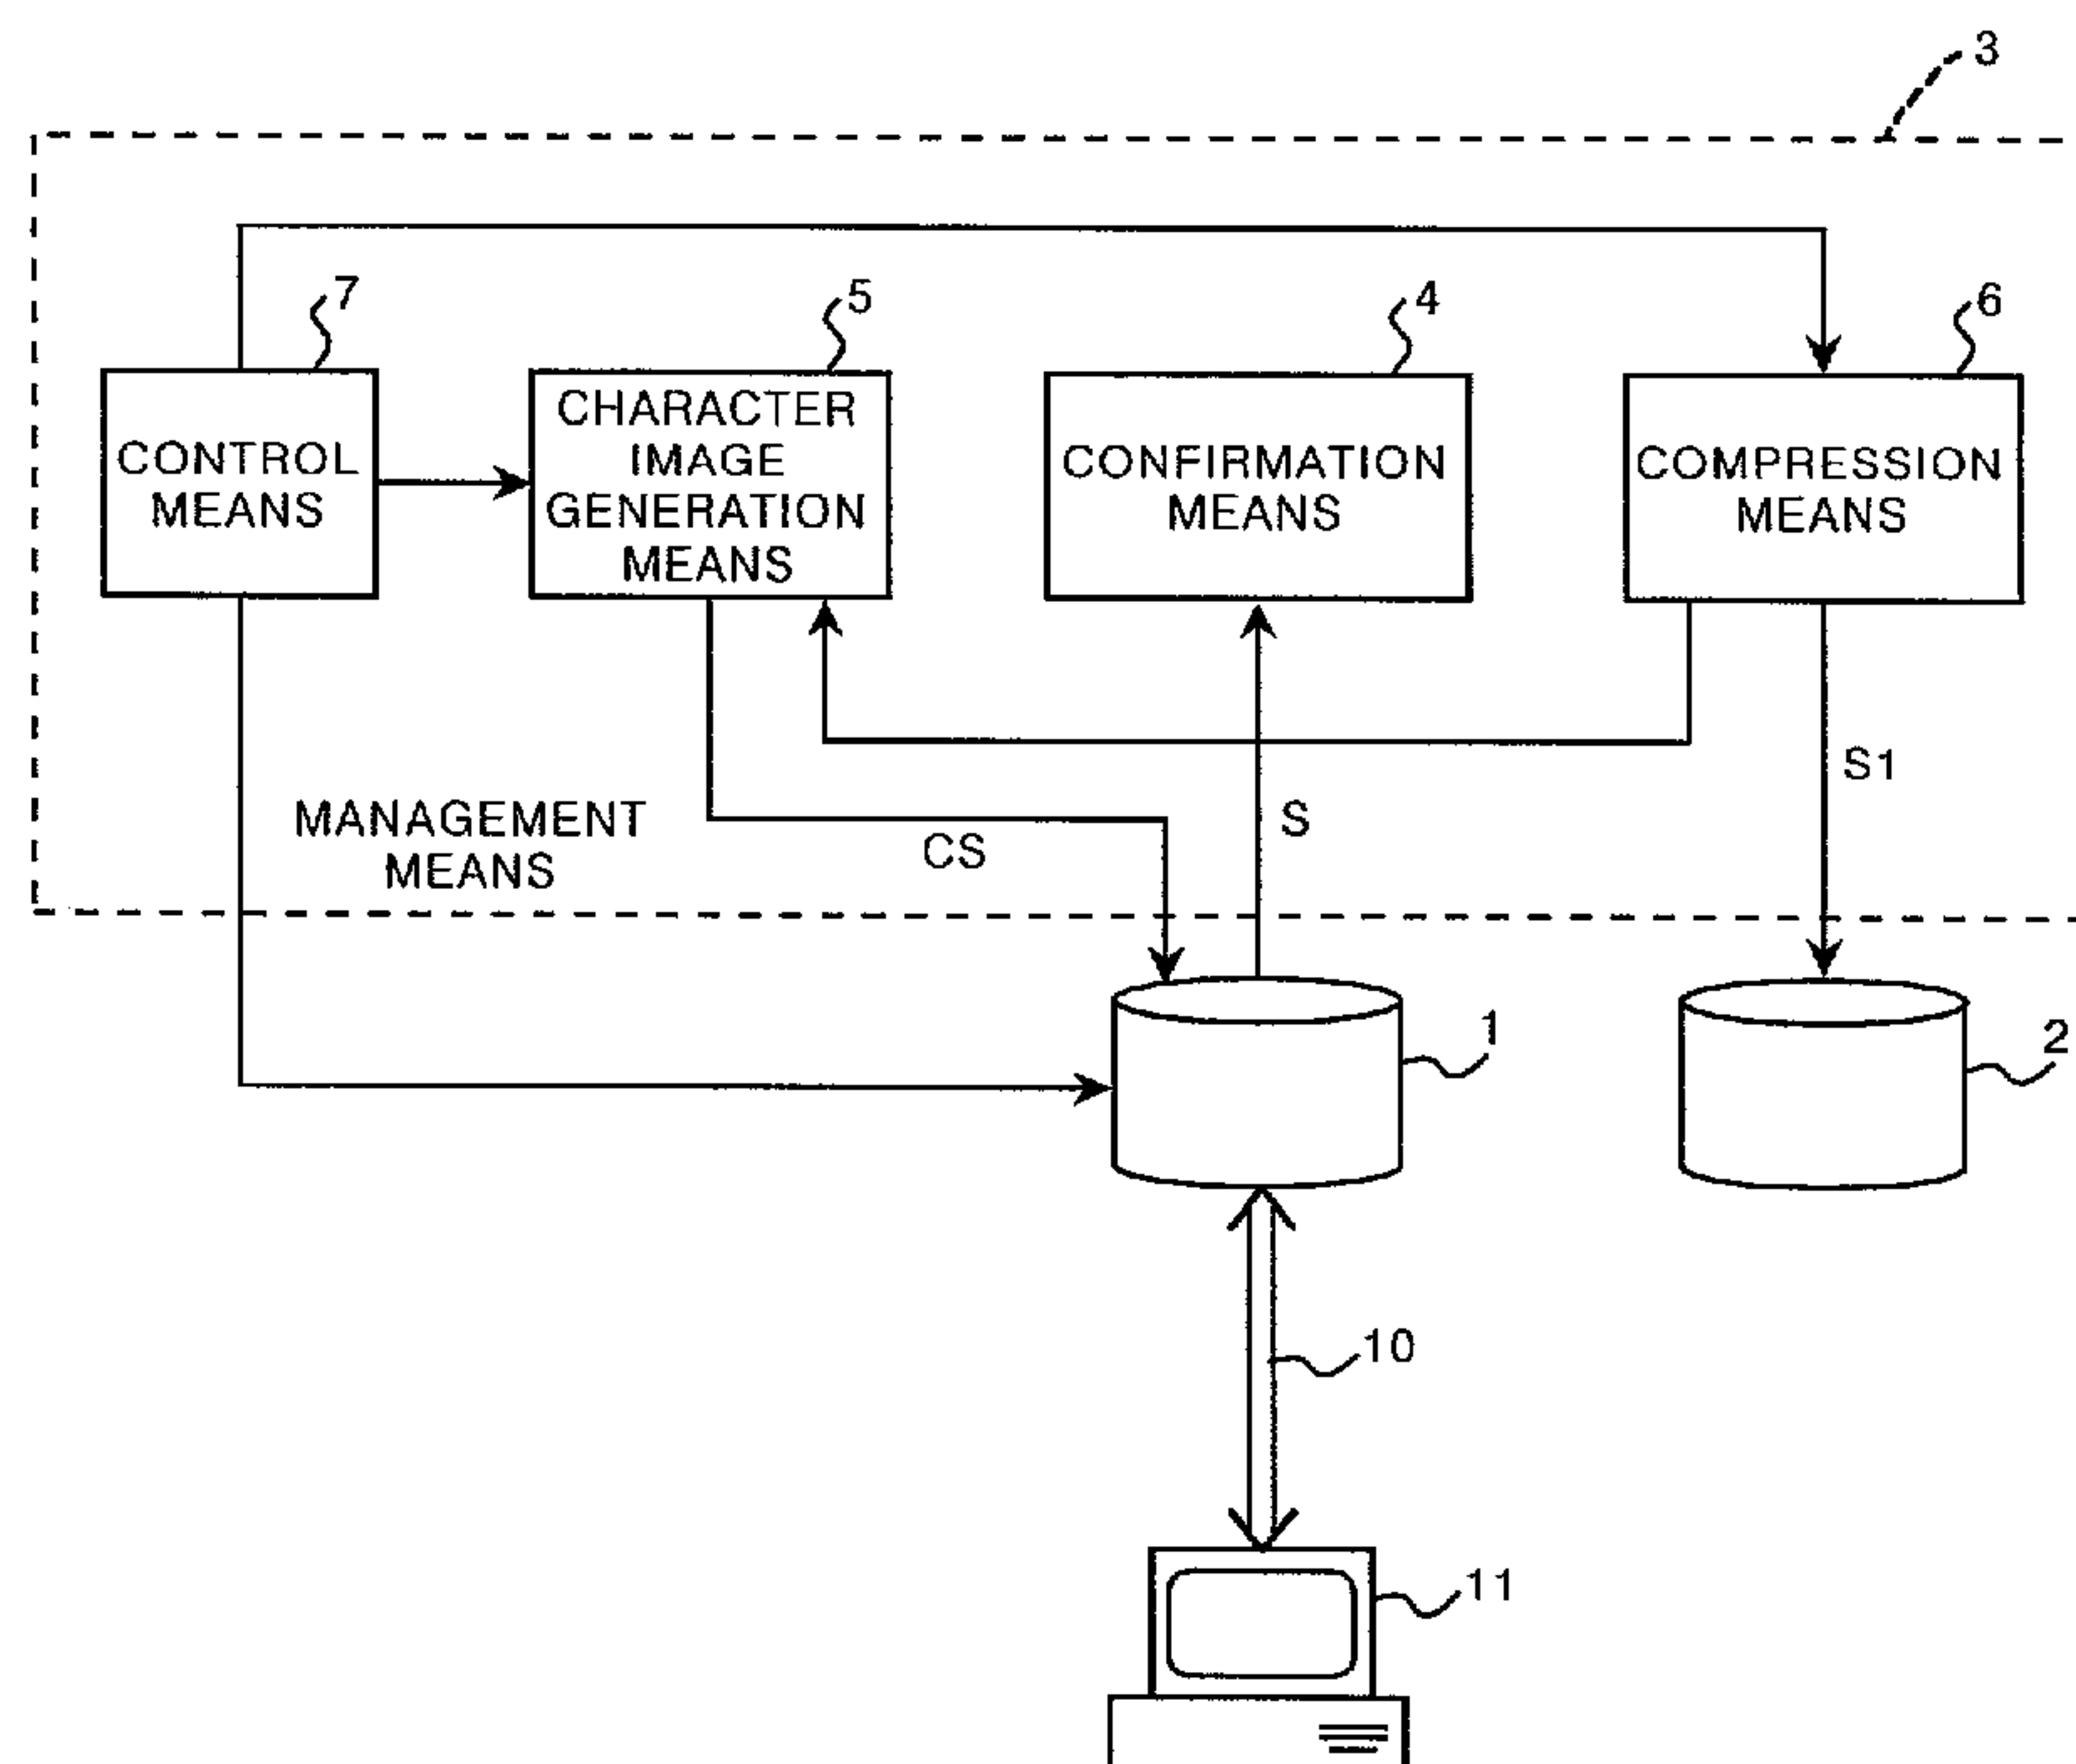 3
7
5
4
6
CONTROL
MEANS
CHARACTER
IMAGE
GENERATION
MEANS
CONFIRMATION
MEANS
COMPRESSION
MEANS
S1
MANAGEMENT
MEANS
CS
S
1
2
10
11